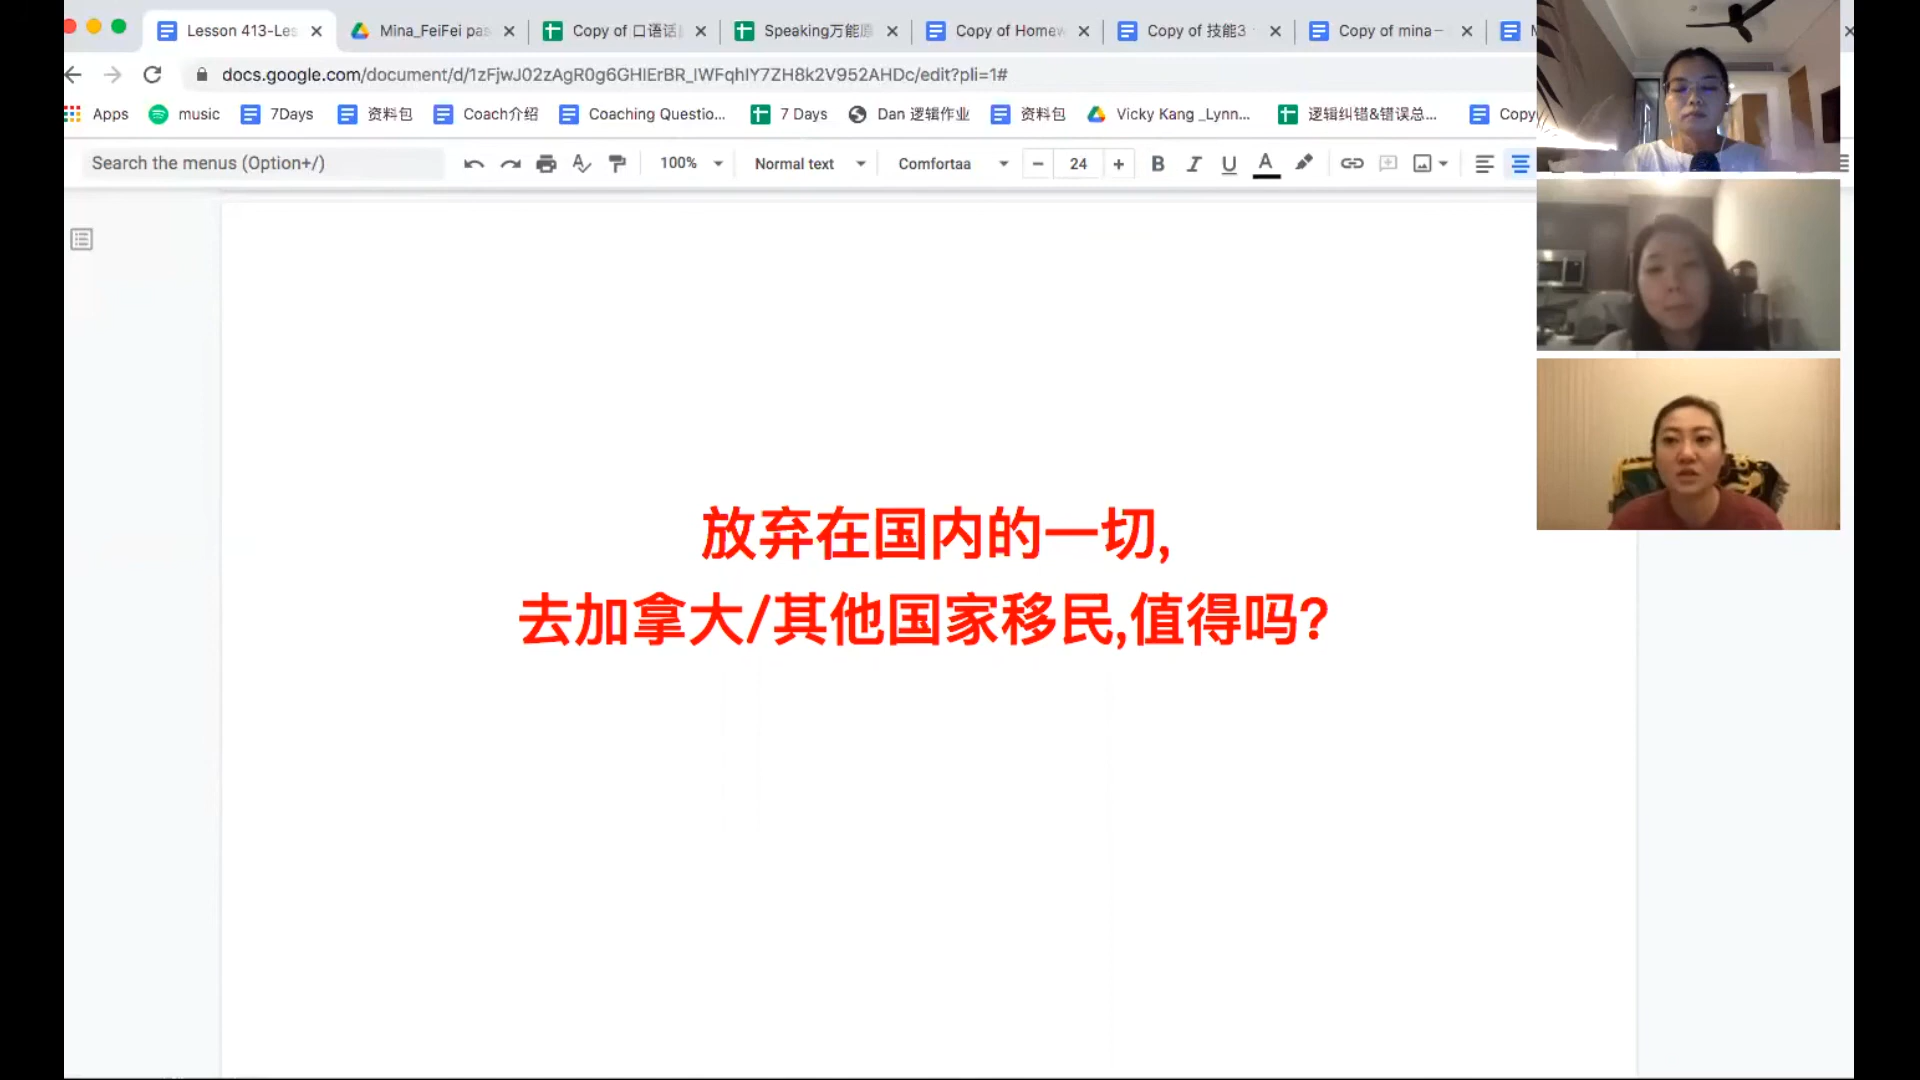 Lesson 413-Les
Mina_FeiFei pas
Copy of 口语话
Speaking万能
Copy of Homew
Copy of 技能3
Copy of mina
docs.google.com/document/d/1zFjwJ02zAgR0g6GHlErBR_lWFqhlY7ZH8k2V952AHDc/edit?pli=1#
Apps
music
7Days
资料包
Coach介绍
Coaching Questio...
7 Days
Dan 逻辑作业
资料包
Vicky Kang _Lynn...
逻辑纠错&错误总...
Copy
Search the menus (Option+/)
100%
Normal text
Comfortaa
24
放弃在国内的一切,
去加拿大/其他国家移民,值得吗?